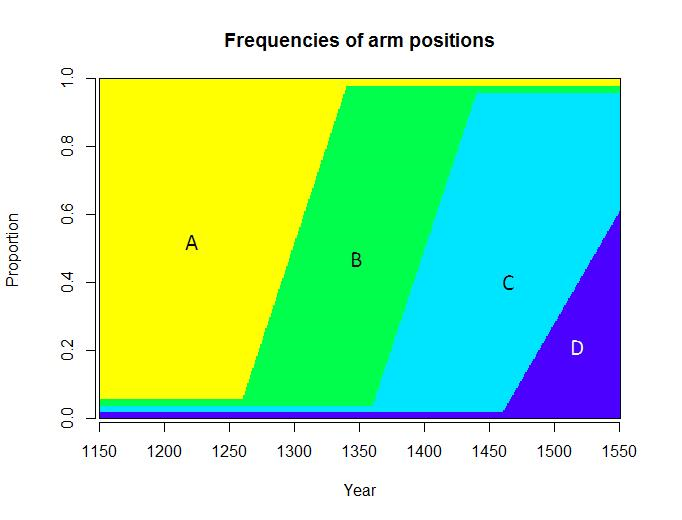 Frequencies of arm positions
Proportion
1.0
0.8
0.6
0.4
0.2
0.0
A
B
C
D
1150 1200 1250 1300 1350 1400 1450 1500 1550
Year